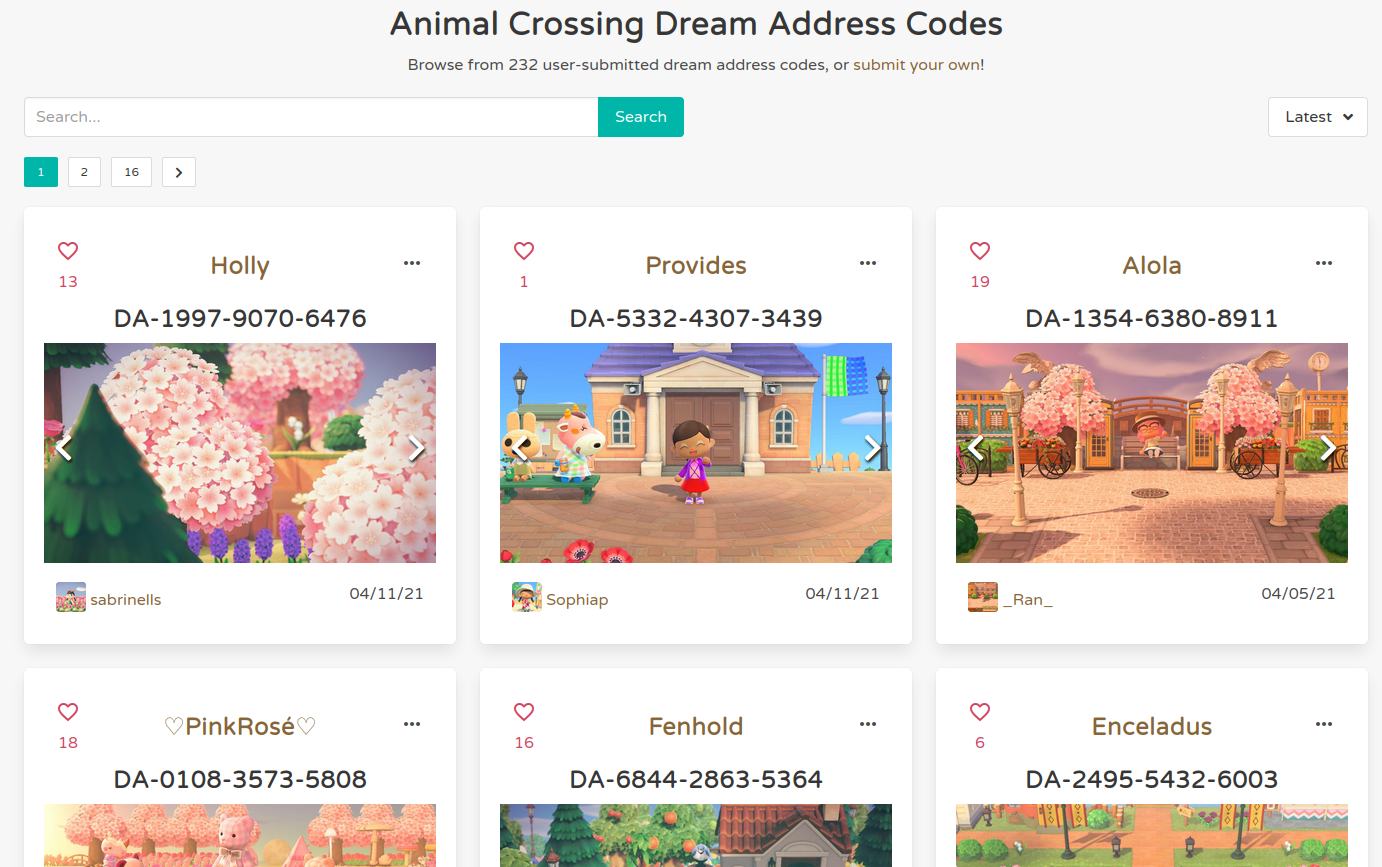 Animal Crossing Dream Address Codes
Browse from 232 user-submitted dream address codes, or submit your own!
Search...
Search
Latest
1
2
16
13
Holly
DA-1997-9070-6476
sabrinells
04/11/21
1
Provides
DA-5332-4307-3439
Sophiap
04/11/21
19
Alola
DA-1354-6380-8911
_Ran_
04/05/21
18
♡PinkRosé♡
DA-0108-3573-5808
16
Fenhold
DA-6844-2863-5364
6
Enceladus
DA-2495-5432-6003